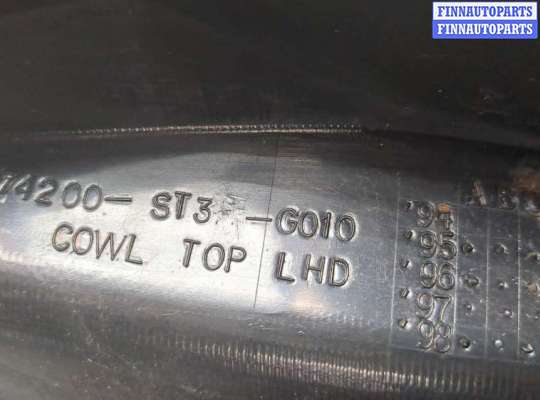 FINNAUTOPARTS
FINNAUTOPARTS
74200- ST3 -G010
COWL TOP LHD
'94
'95
'96
'97
'98